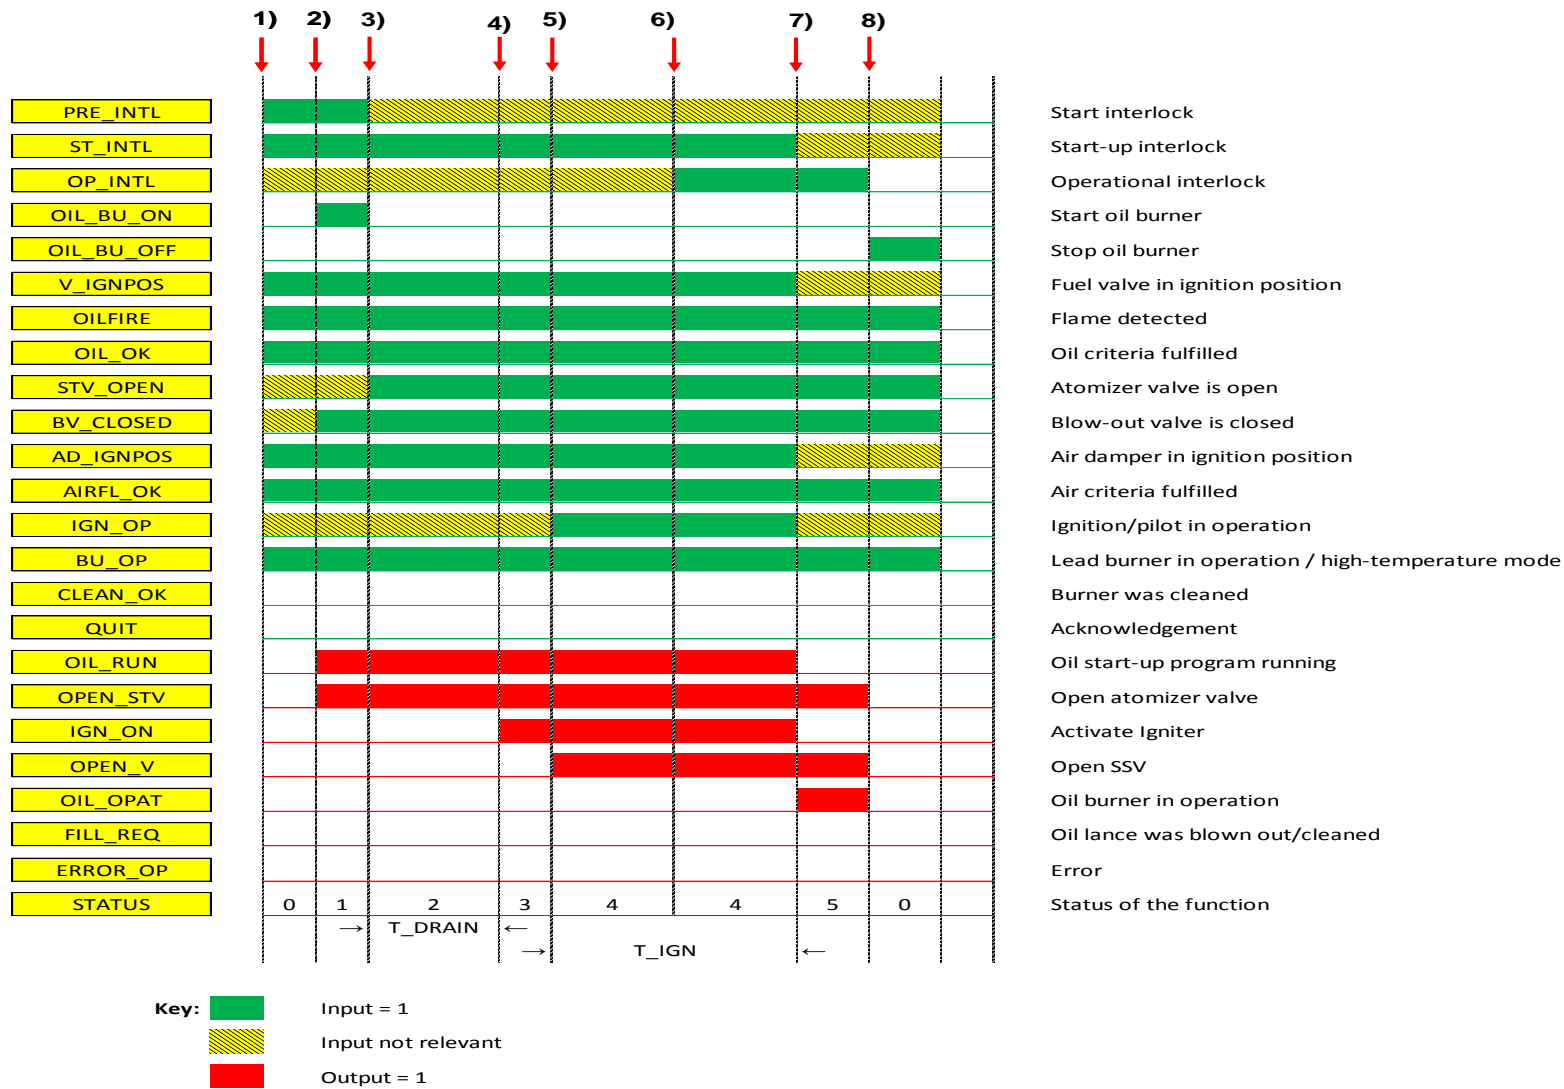 1) 2) 3) 4) 5) 6) 7) 8)
PRE_INTL Start interlock
ST_INTL Start-up interlock
OP_INTL Operational interlock
OIL_BU_ON Start oil burner
OIL_BU_OFF Stop oil burner
V_IGNPOS Fuel valve in ignition position
OILFIRE Flame detected
OIL_OK Oil criteria fulfilled
STV_OPEN Atomizer valve is open
BV_CLOSED Blow-out valve is closed
AD_IGNPOS Air damper in ignition position
AIRFL_OK Air criteria fulfilled
IGN_OP Ignition/pilot in operation
BU_OP Lead burner in operation / high-temperature mode
CLEAN_OK Burner was cleaned
QUIT Acknowledgement
OIL_RUN Oil start-up program running
OPEN_STV Open atomizer valve
IGN_ON Activate Igniter
OPEN_V Open SSV
OIL_OPAT Oil burner in operation
FILL_REQ Oil lance was blown out/cleaned
ERROR_OP Error
STATUS 0 1 2 3 4 4 5 0 Status of the function
→ T_DRAIN ←
→ T_IGN ←
Key: Input = 1
Input not relevant
Output = 1